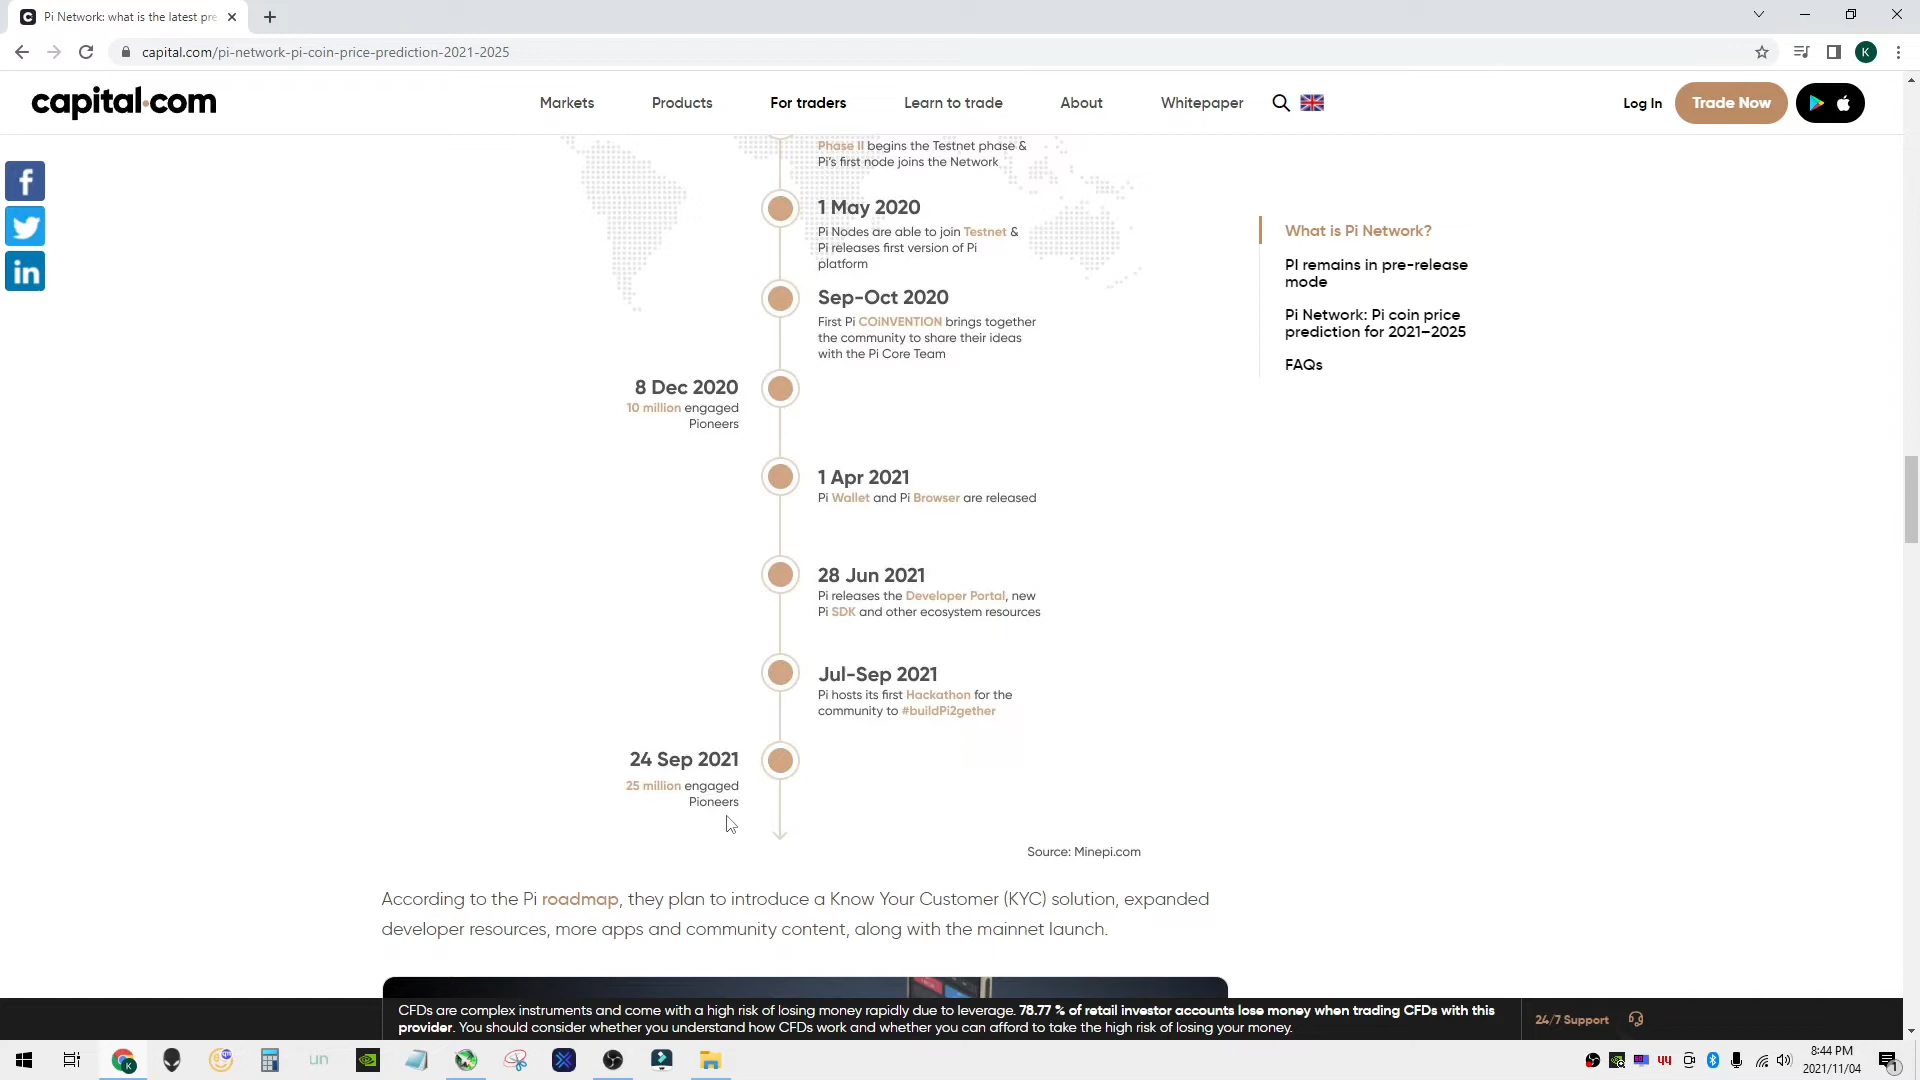 Pi Network: what is the latest pre
capital.com/pi-network-pi-coin-price-prediction-2021-2025
K
capital.com
Markets
Products
For traders
Learn to trade
About
Whitepaper
Log In
Trade Now
Phase II begins the Testnet phase &
Pi's first node joins the Network
1 May 2020
Pi Nodes are able to join Testnet &
Pi releases first version of Pi
platform
Sep-Oct 2020
First Pi COiNVENTION brings together
the community to share their ideas
with the Pi Core Team
8 Dec 2020
10 million engaged
Pioneers
1 Apr 2021
Pi Wallet and Pi Browser are released
28 Jun 2021
Pi releases the Developer Portal, new
Pi SDK and other ecosystem resources
Jul-Sep 2021
Pi hosts its first Hackathon for the
community to #buildPi2gether
24 Sep 2021
25 million engaged
Pioneers
Source: Minepi.com
What is Pi Network?
PI remains in pre-release
mode
Pi Network: Pi coin price
prediction for 2021–2025
FAQs
According to the Pi roadmap, they plan to introduce a Know Your Customer (KYC) solution, expanded
developer resources, more apps and community content, along with the mainnet launch.
CFDs are complex instruments and come with a high risk of losing money rapidly due to leverage. 78.77 % of retail investor accounts lose money when trading CFDs with this
provider. You should consider whether you understand how CFDs work and whether you can afford to take the high risk of losing your money.
24/7 Support
un
44
8:44 PM
2021/11/04
1